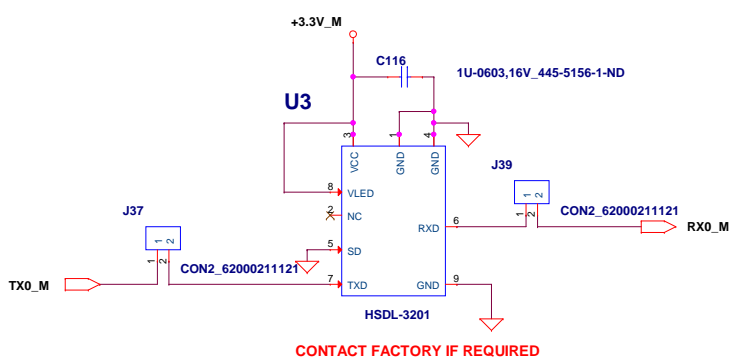 +3.3V_M
C116
1U-0603,16V_445-5156-1-ND
U3
3
1
4
VCC
GND
GND
J39
1 2
8
VLED
1
2
CON2_62000211121
2
NC
J37
6
RXD
RX0_M
1 2
5
SD
1
2
CON2_62000211121
TX0_M
7
TXD
9
GND
HSDL-3201
CONTACT FACTORY IF REQUIRED